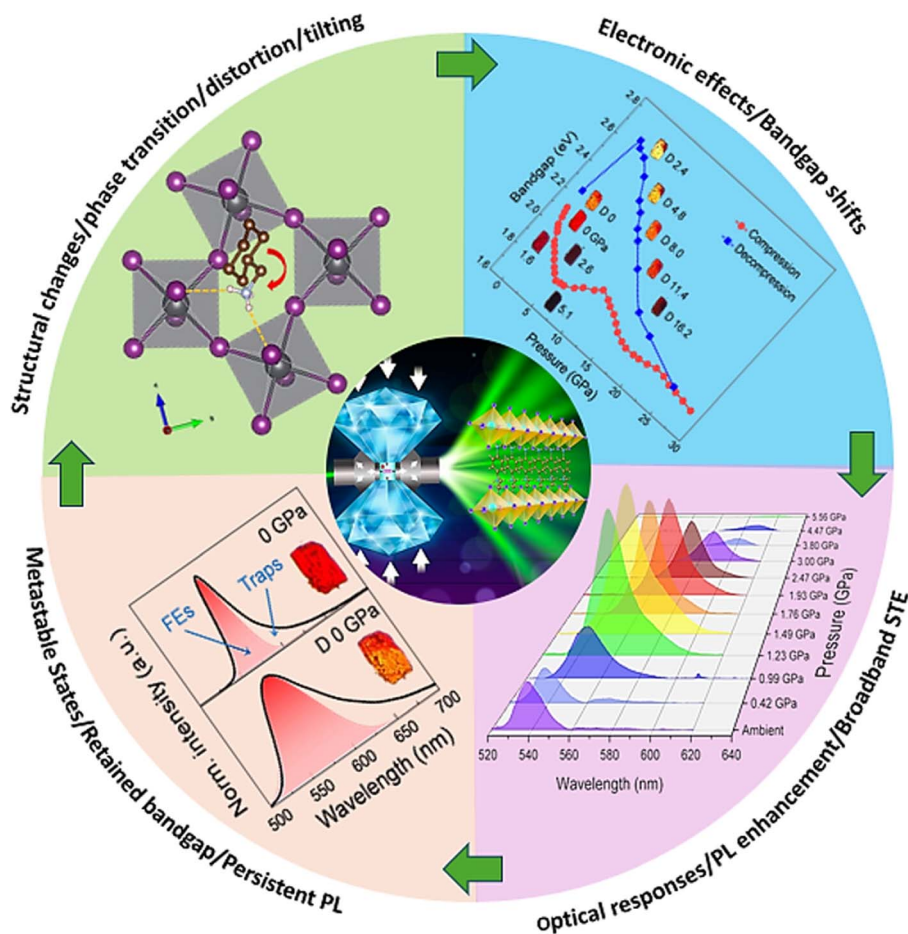 Structural changes/phase transition/distortion/tilting
Electronic effects/Bandgap shifts
Bandgap (eV)
2.8
2.6
2.4
2.2
2.0
1.8
1.6
D 2.4
D 4.8
D 8.0
D 11.4
D 16.2
D 0
0 GPa
1.6
2.6
5.1
Compression
Decompression
0
5
10
15
20
25
30
Pressure (GPa)
Optical responses/PL enhancement/Broadband STE
5.56 GPa
4.47 GPa
3.80 GPa
3.00 GPa
2.47 GPa
1.93 GPa
1.76 GPa
1.49 GPa
1.23 GPa
0.99 GPa
0.42 GPa
Ambient
Pressure (GPa)
520 540 560 580 600 620 640
Wavelength (nm)
Metastable States/Retained bandgap/Persistent PL
0 GPa
FEs
Traps
D 0 GPa
Norm. intensity (a.u.)
500 550 600 650 700
Wavelength (nm)